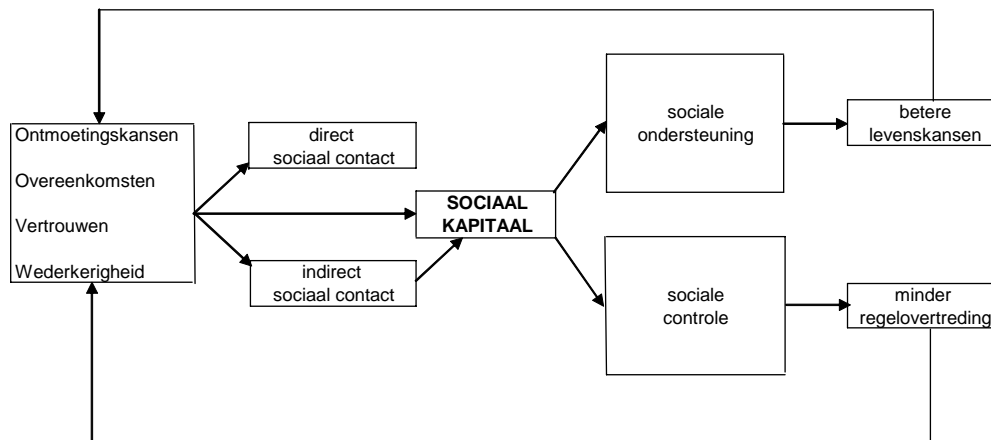 Ontmoetingskansen
Overeenkomsten
Vertrouwen
Wederkerigheid
direct
sociaal contact
SOCIAAL
KAPITAAL
indirect
sociaal contact
sociale
ondersteuning
betere
levenskansen
sociale
controle
minder
regelovertreding